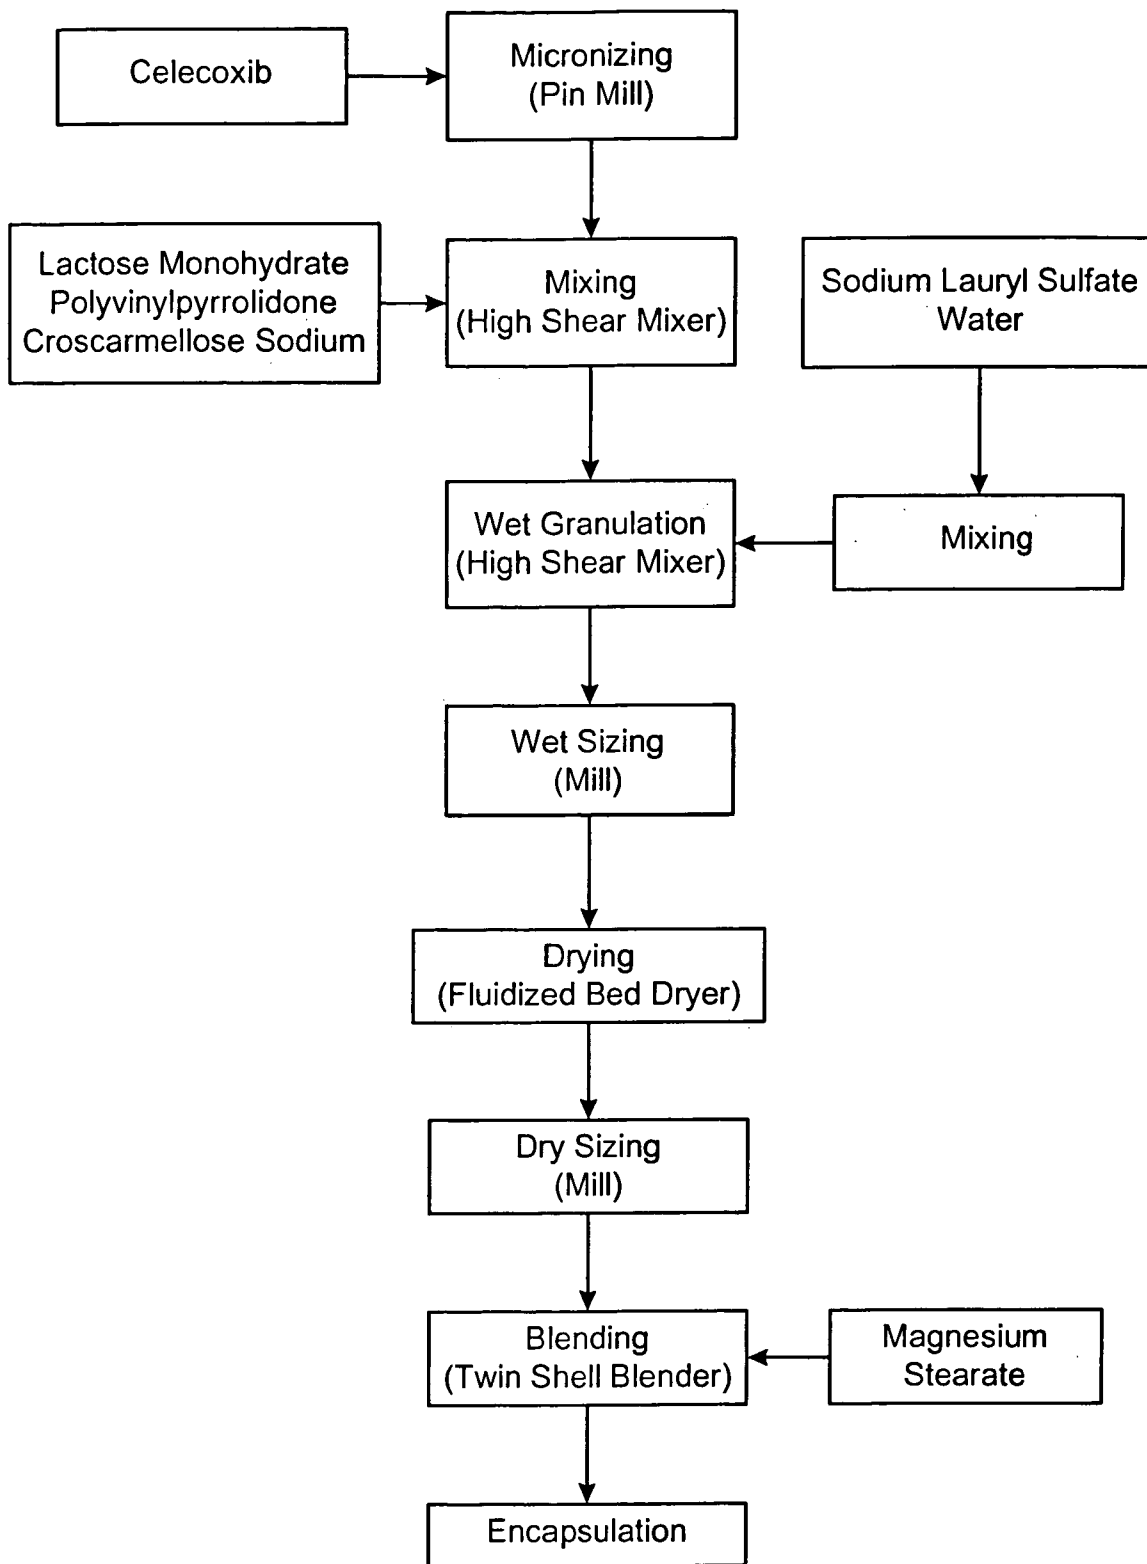 Celecoxib
Micronizing
(Pin Mill)
Lactose Monohydrate
Polyvinylpyrrolidone
Croscarmellose Sodium
Mixing
(High Shear Mixer)
Sodium Lauryl Sulfate
Water
Wet Granulation
(High Shear Mixer)
Mixing
Wet Sizing
(Mill)
Drying
(Fluidized Bed Dryer)
Dry Sizing
(Mill)
Blending
(Twin Shell Blender)
Magnesium
Stearate
Encapsulation